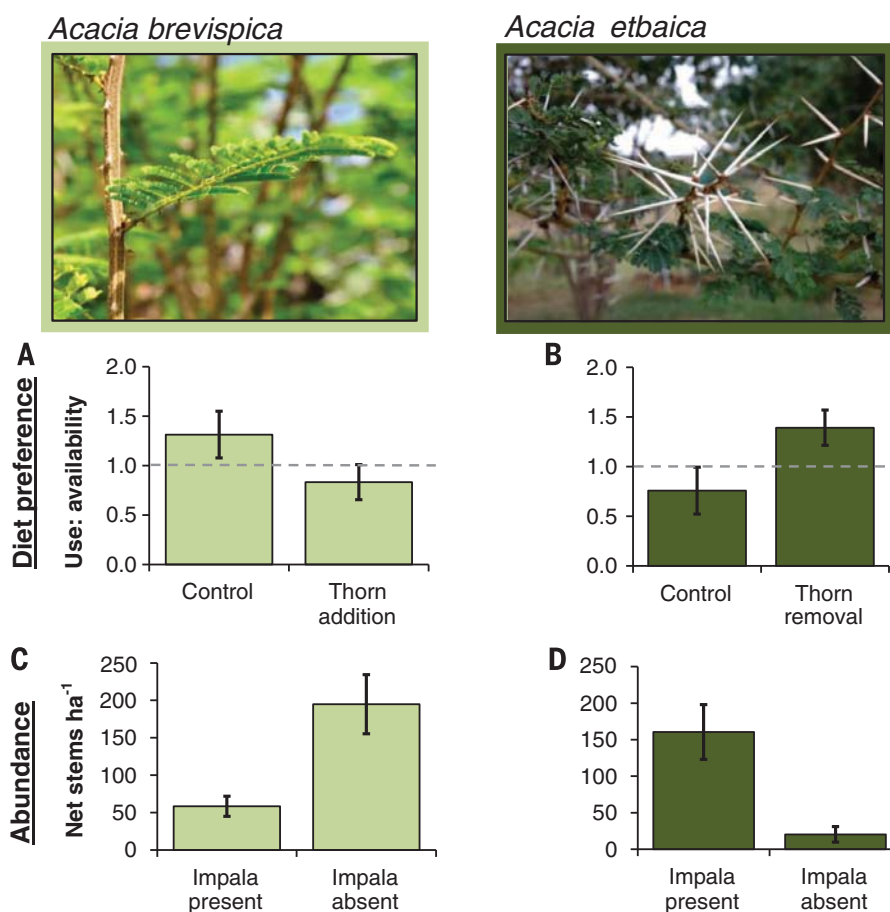 Acacia brevispica
Acacia etbaica
A
Diet preference
Use: availability
2.0
1.5
1.0
0.5
0.0
Control
Thorn
addition
B
2.0
1.5
1.0
0.5
0.0
Control
Thorn
removal
C
Abundance
Net stems ha⁻¹
250
200
150
100
50
0
Impala
present
Impala
absent
D
250
200
150
100
50
0
Impala
present
Impala
absent